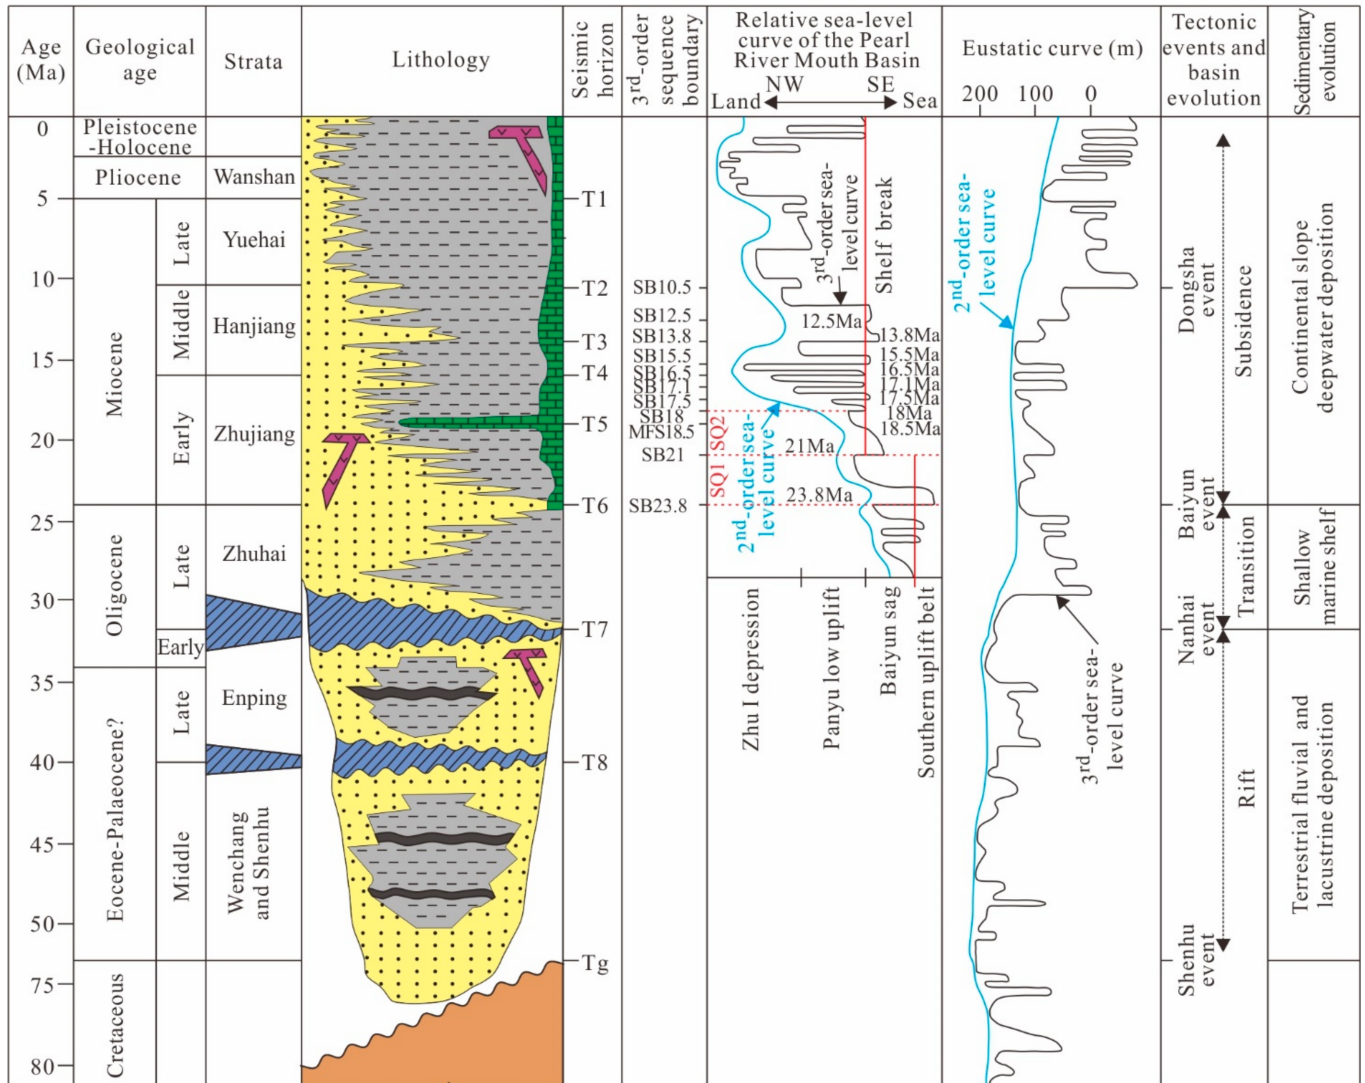 Age
(Ma)
Geological
age
Strata
Lithology
Seismic
horizon
3rd-order
sequence
boundary
Relative sea-level
curve of the Pearl
River Mouth Basin
NW
SE
Land
Sea
Eustatic curve (m)
200
100
0
Tectonic
events and
basin
evolution
Sedimentary
evolution
0
5
10
15
20
25
30
35
40
45
50
75
80
Pleistocene
-Holocene
Pliocene
Miocene
Late
Middle
Early
Oligocene
Late
Early
Eocene-Palaeocene?
Late
Middle
Cretaceous
Wanshan
Yuehai
Hanjiang
Zhujiang
Zhuhai
Enping
Wenchang
and Shenhu
T1
T2
T3
T4
T5
T6
T7
T8
Tg
SB10.5
SB12.5
SB13.8
SB15.5
SB16.5
SB17.1
SB17.5
SB18
MFS18.5
SB21
SB23.8
3rd-order sea-
level curve
Shelf break
12.5Ma
13.8Ma
15.5Ma
16.5Ma
17.1Ma
17.5Ma
18Ma
18.5Ma
21Ma
23.8Ma
SQ2
SQ1
2nd-order sea-
level curve
Zhu I depression
Panyu low uplift
Baiyun sag
Southern uplift belt
2nd-order sea-
level curve
3rd-order sea-
level curve
Dongsha
event
Baiyun
event
Nanhai
event
Shenhu
event
Subsidence
Transition
Rift
Continental slope
deepwater deposition
Shallow
marine shelf
Terrestrial fluvial and
lacustrine deposition